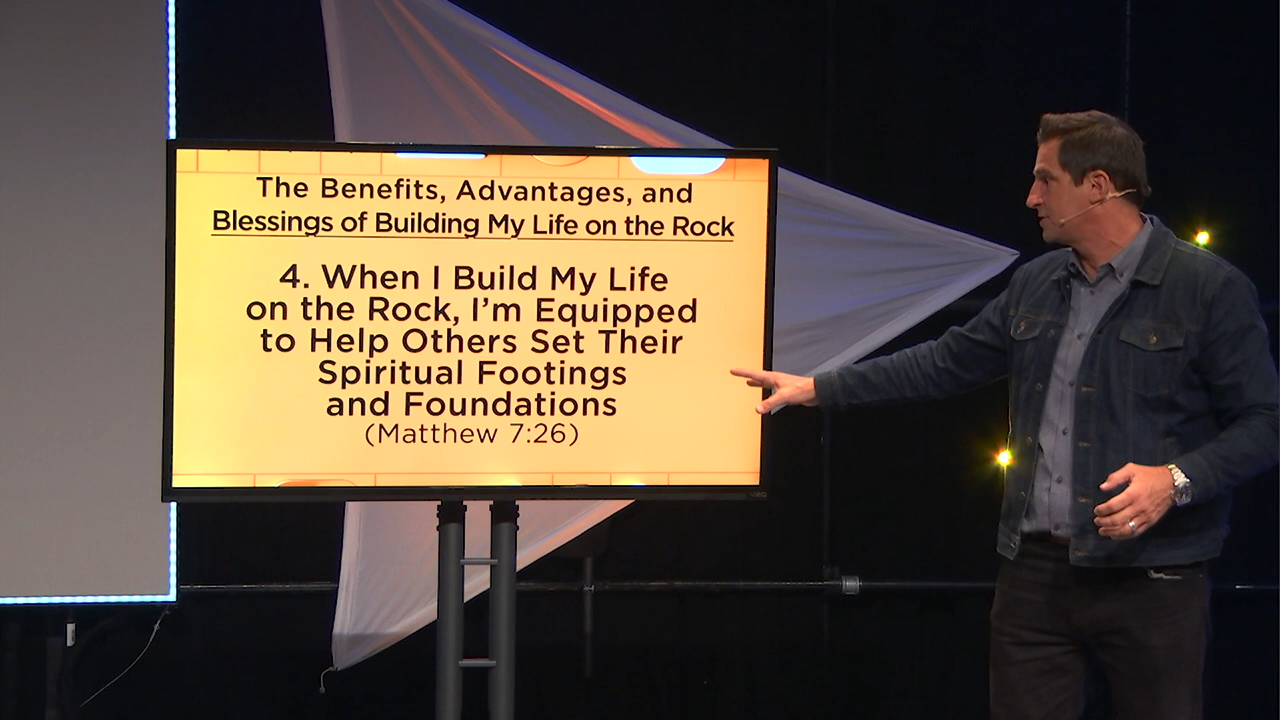 The Benefits, Advantages, and
Blessings of Building My Life on the Rock
4. When I Build My Life
on the Rock, I'm Equipped
to Help Others Set Their
Spiritual Footings
and Foundations
(Matthew 7:26)